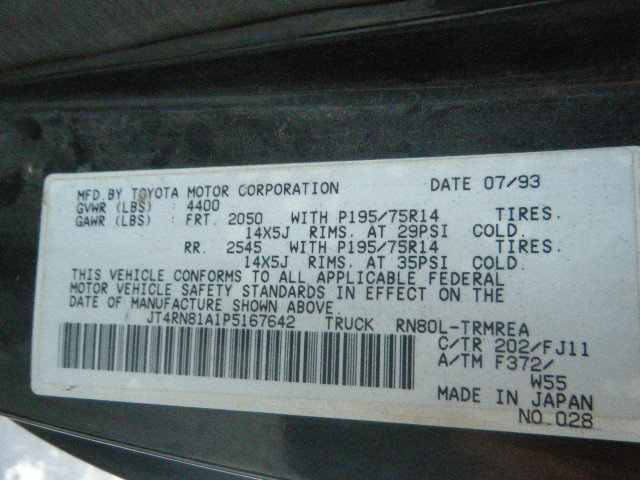 MFD BY TOYOTA MOTOR CORPORATION DATE 07/93
GVWR (LBS) 4400
GAWR (LBS) FRT. 2050 WITH P195/75R14 TIRES.
14X5J RIMS. AT 29PSI COLD.
RR. 2545 WITH P195/75R14 TIRES.
14X5J RIMS. AT 35PSI COLD.
THIS VEHICLE CONFORMS TO ALL APPLICABLE FEDERAL
MOTOR VEHICLE SAFETY STANDARDS IN EFFECT ON THE
DATE OF MANUFACTURE SHOWN ABOVE.
JT4RN81A1P5167642 TRUCK RN80L-TRMREA
C/TR 202/FJ11
A/TM F372/
W55
MADE IN JAPAN
NO.028